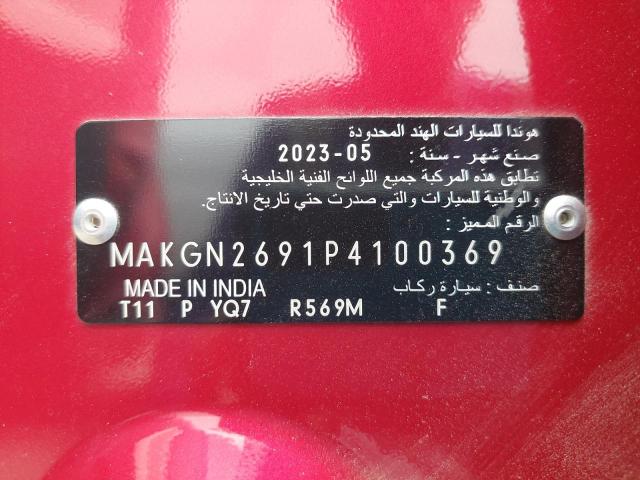 هوندا للسيارات الهند المحدودة
صنع شهر - سنة : 2023-05
تطابق هذه المركبة جميع اللوائح الفنية الخليجية
والوطنية للسيارات والتي صدرت حتي تاريخ الانتاج.
الرقم المميز :
MAKGN2691P4100369
MADE IN INDIA صنف : سيارة ركاب
T11 P YQ7 R569M F